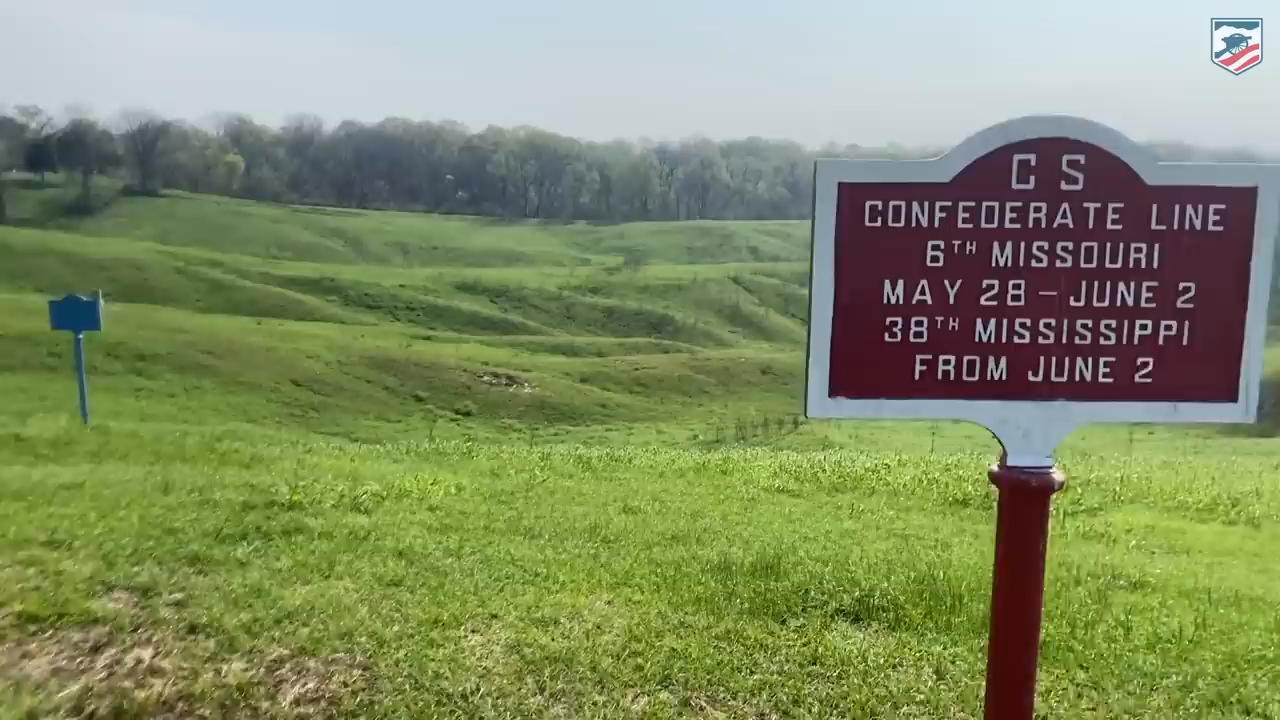 C S
CONFEDERATE LINE
6TH MISSOURI
MAY 28 – JUNE 2
38TH MISSISSIPPI
FROM JUNE 2